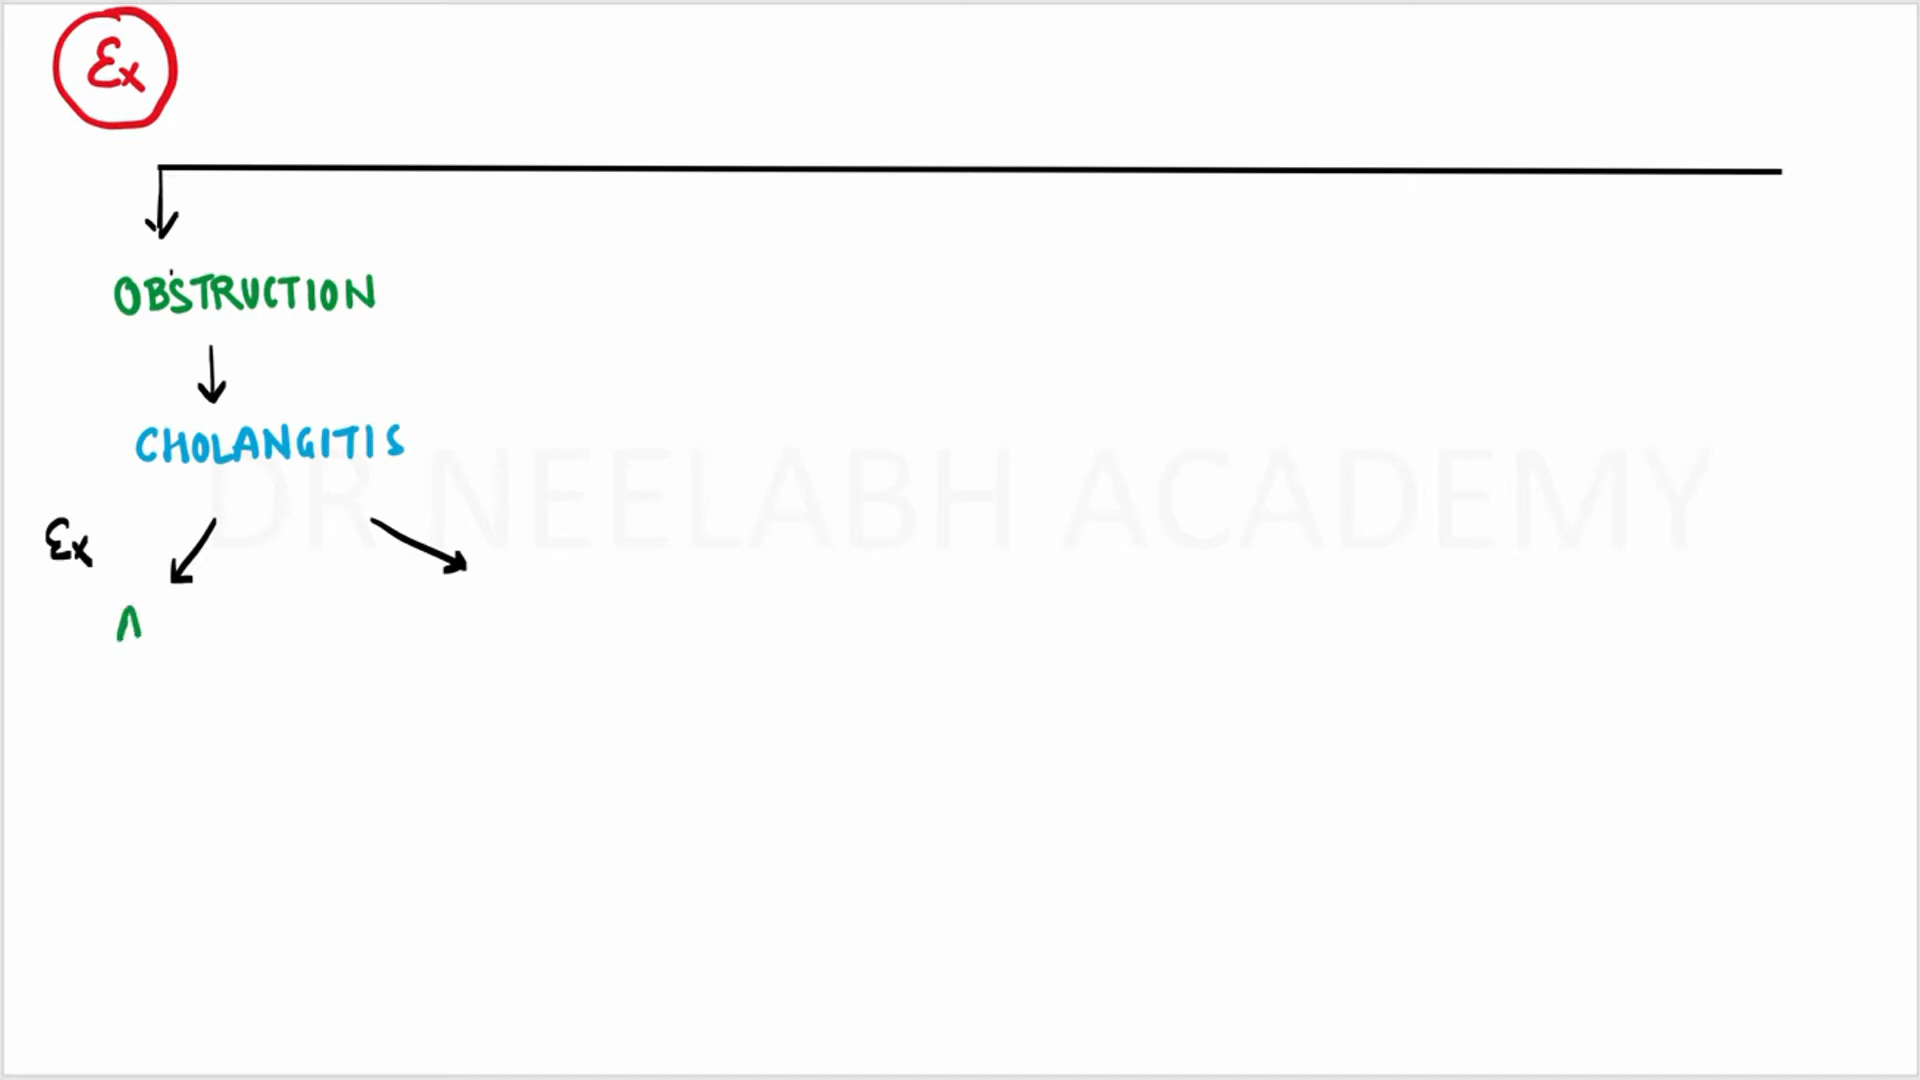 Ex
OBSTRUCTION
CHOLANGITIS
DR NEELABH ACADEMY
Ex